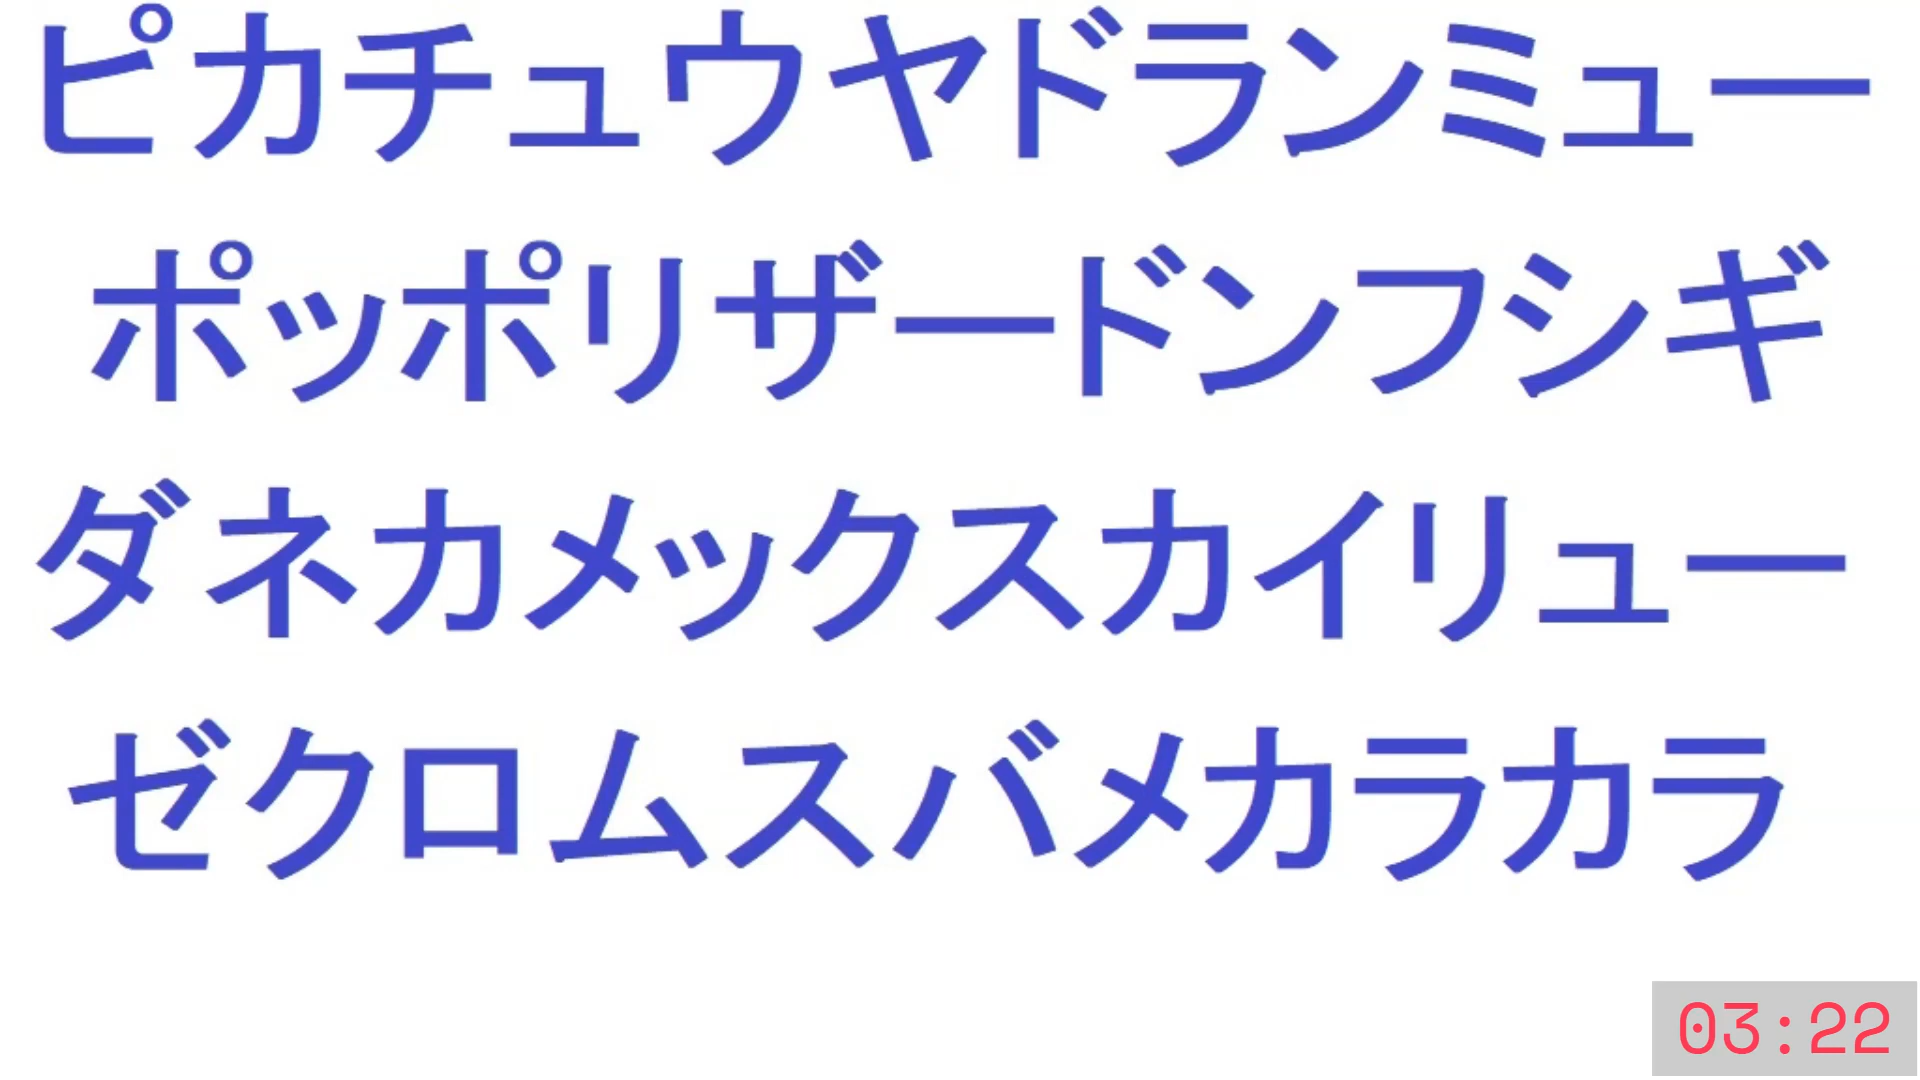 ピカチュウヤドランミュー
ポッポリザードンフシギ
ダネカメックスカイリュー
ゼクロムスバメカラカラ
03:22